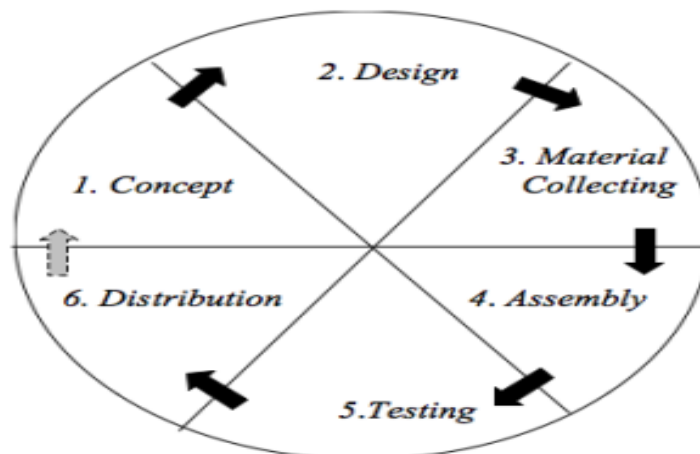 2. Design
3. Material
Collecting
1. Concept
6. Distribution
4. Assembly
5.Testing